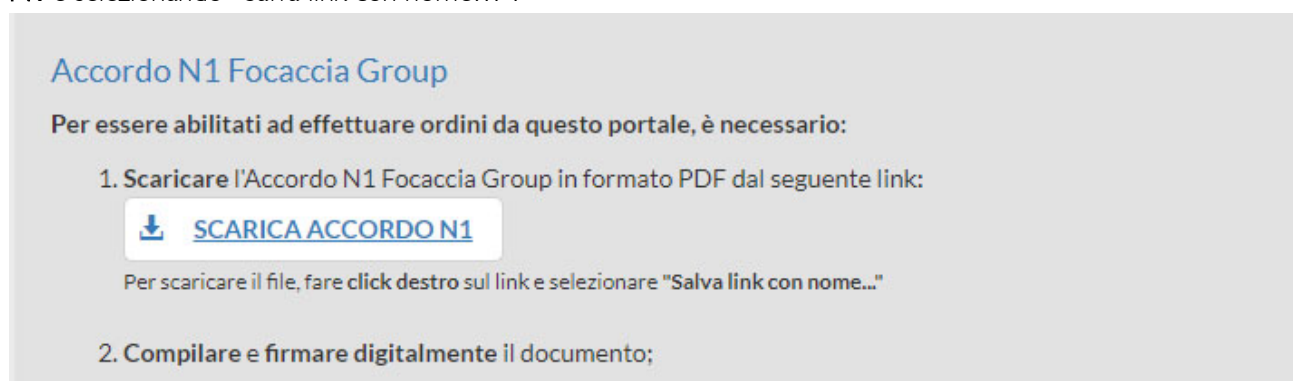 Accordo N1 Focaccia Group
Per essere abilitati ad effettuare ordini da questo portale, è necessario:
1. Scaricare l'Accordo N1 Focaccia Group in formato PDF dal seguente link:
SCARICA ACCORDO N1
Per scaricare il file, fare click destro sul link e selezionare "Salva link con nome..."
2. Compilare e firmare digitalmente il documento;